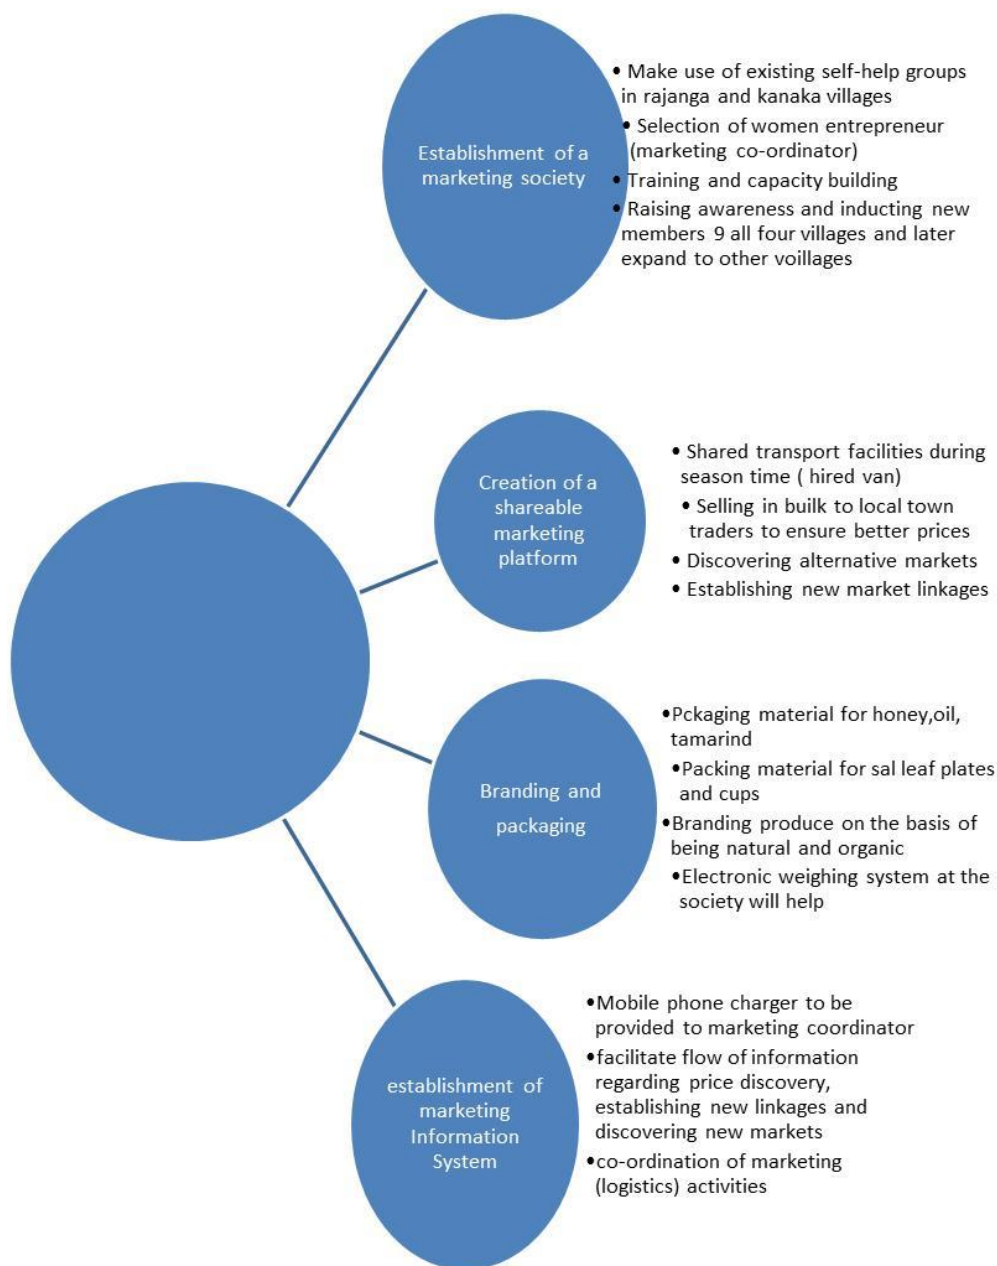 Establishment of a
marketing society
• Make use of existing self-help groups
in rajanga and kanaka villages
• Selection of women entrepreneur
(marketing co-ordinator)
• Training and capacity building
• Raising awareness and inducting new
members 9 all four villages and later
expand to other voillages
Creation of a
shareable
marketing
platform
• Shared transport facilities during
season time ( hired van)
• Selling in builk to local town
traders to ensure better prices
• Discovering alternative markets
• Establishing new market linkages
Branding and
packaging
•Pckaging material for honey,oil,
tamarind
•Packing material for sal leaf plates
and cups
•Branding produce on the basis of
being natural and organic
•Electronic weighing system at the
society will help
establishment of
marketing
Information
System
•Mobile phone charger to be
provided to marketing coordinator
•facilitate flow of information
regarding price discovery,
establishing new linkages and
discovering new markets
•co-ordination of marketing
(logistics) activities